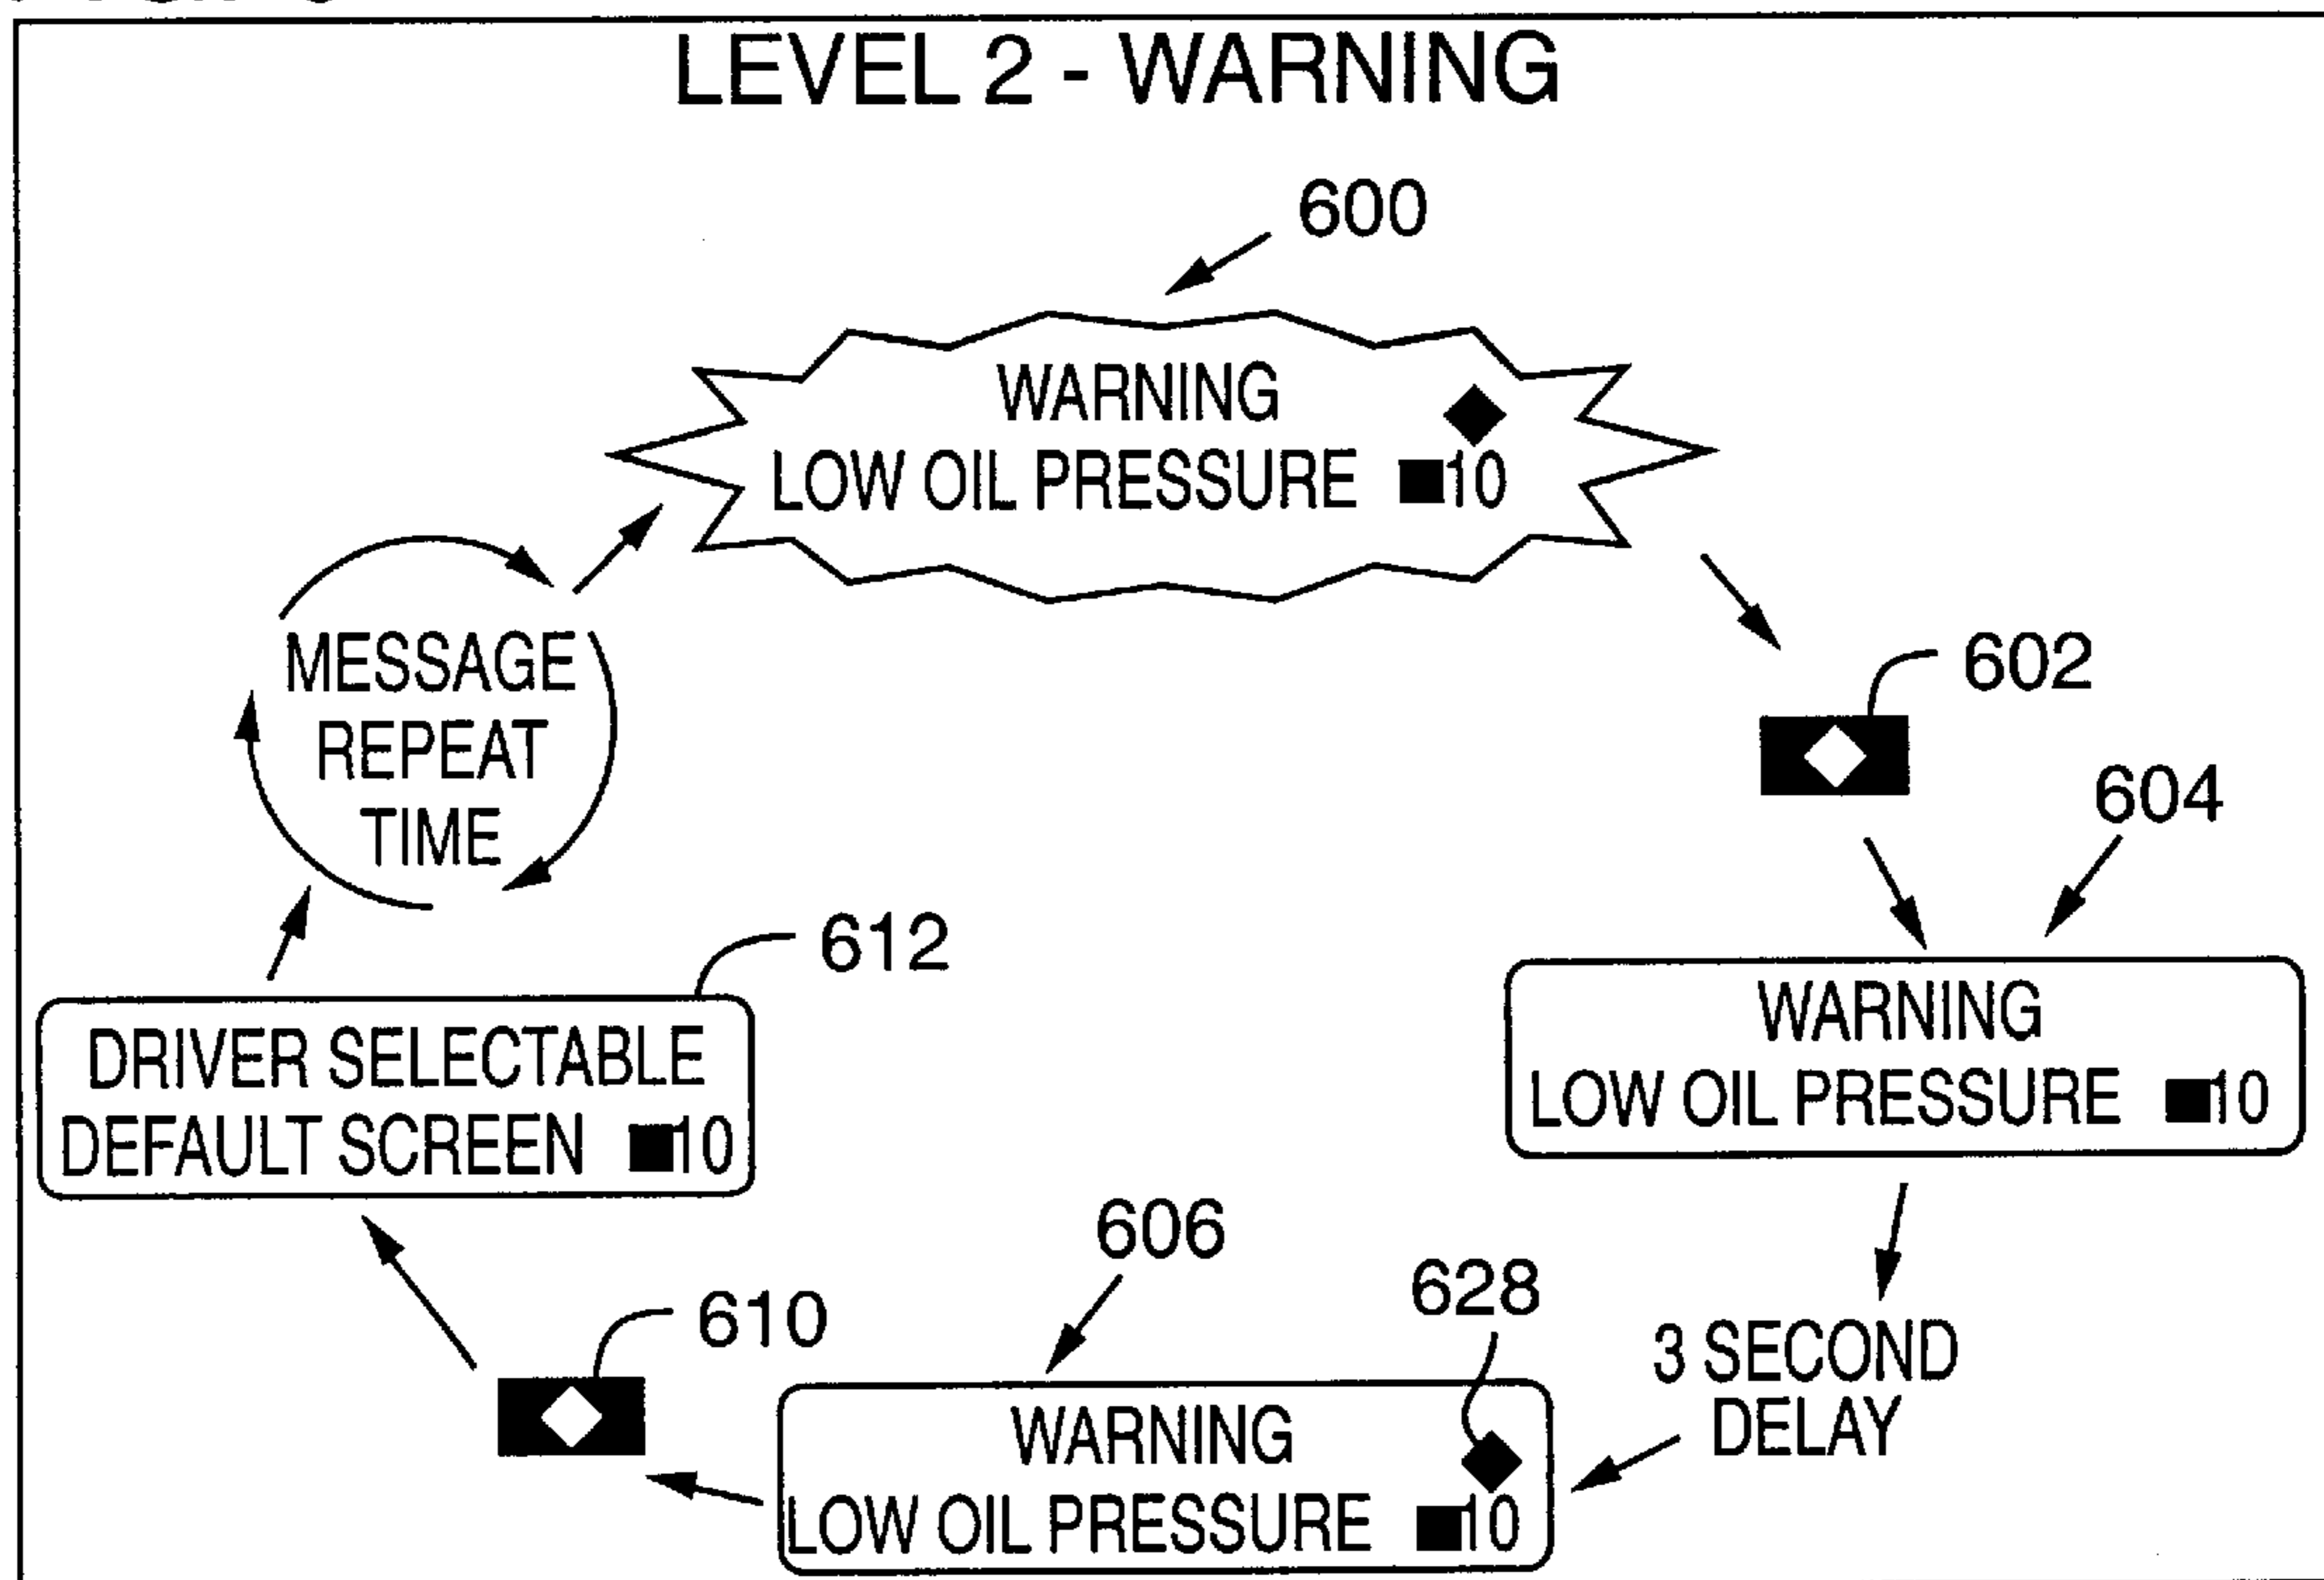 LEVEL 2 - WARNING
600
WARNING
LOW OIL PRESSURE ■10
MESSAGE
REPEAT
TIME
602
604
612
DRIVER SELECTABLE
DEFAULT SCREEN ■10
WARNING
LOW OIL PRESSURE ■10
606
628
610
3 SECOND
DELAY
WARNING
LOW OIL PRESSURE ■10